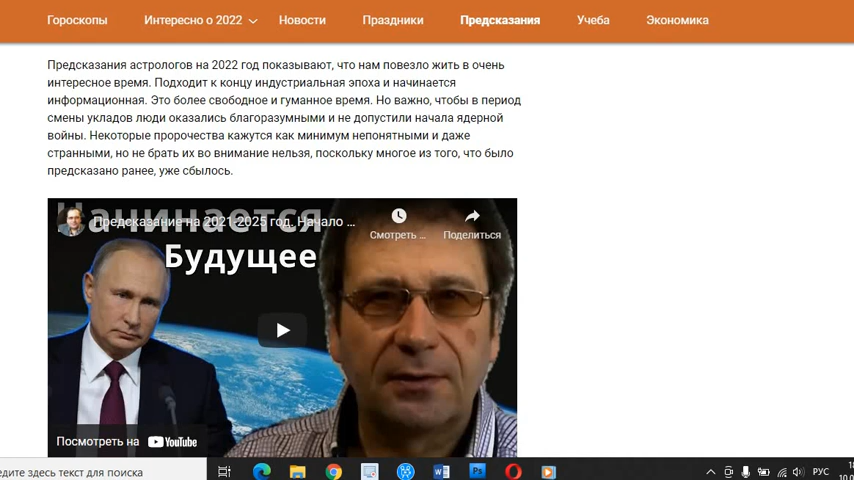 Гороскопы Интересно о 2022 Новости Праздники Предсказания Учеба Экономика
Предсказания астрологов на 2022 год показывают, что нам повезло жить в очень
интересное время. Подходит к концу индустриальная эпоха и начинается
информационная. Это более свободное и гуманное время. Но важно, чтобы в период
смены укладов люди оказались благоразумными и не допустили начала ядерной
войны. Некоторые пророчества кажутся как минимум непонятными и даже
странными, но не брать их во внимание нельзя, поскольку многое из того, что было
предсказано ранее, уже сбылось.
Начинается
Предсказание на 2021-2025 год. Начало ...
Смотреть ... Поделиться
Будущее
Посмотреть на YouTube
едите здесь текст для поиска
W Ps РУС
10.0